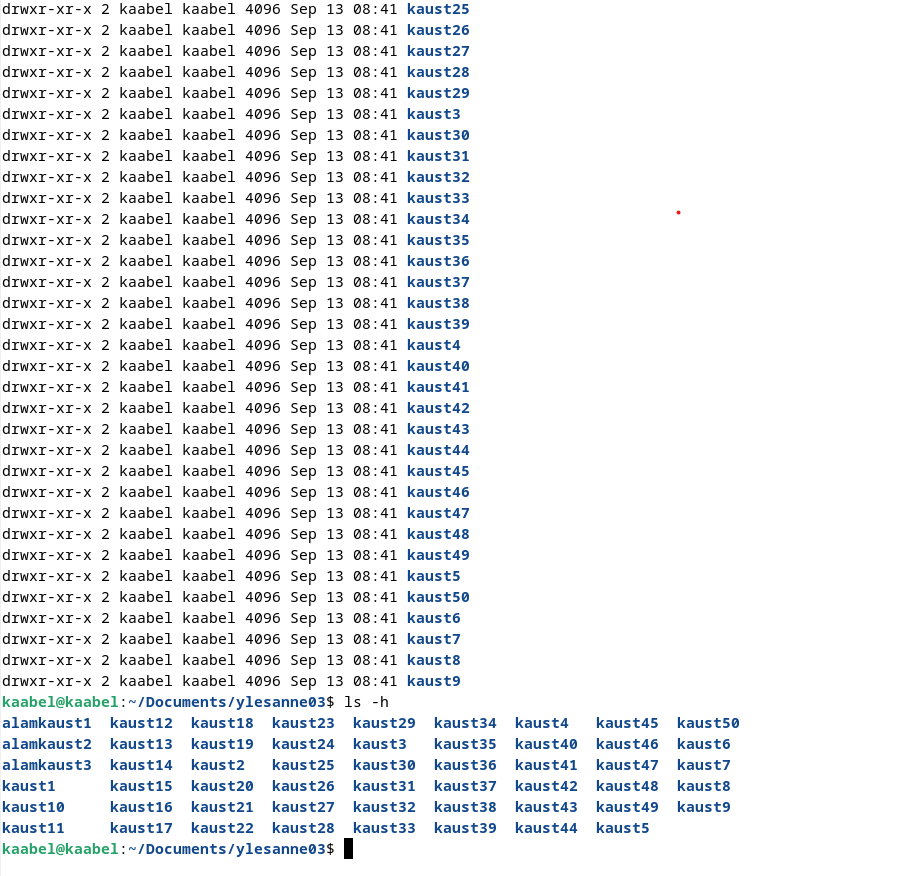 drwxr-xr-x 2 kaabel kaabel 4096 Sep 13 08:41 kaust25
drwxr-xr-x 2 kaabel kaabel 4096 Sep 13 08:41 kaust26
drwxr-xr-x 2 kaabel kaabel 4096 Sep 13 08:41 kaust27
drwxr-xr-x 2 kaabel kaabel 4096 Sep 13 08:41 kaust28
drwxr-xr-x 2 kaabel kaabel 4096 Sep 13 08:41 kaust29
drwxr-xr-x 2 kaabel kaabel 4096 Sep 13 08:41 kaust3
drwxr-xr-x 2 kaabel kaabel 4096 Sep 13 08:41 kaust30
drwxr-xr-x 2 kaabel kaabel 4096 Sep 13 08:41 kaust31
drwxr-xr-x 2 kaabel kaabel 4096 Sep 13 08:41 kaust32
drwxr-xr-x 2 kaabel kaabel 4096 Sep 13 08:41 kaust33
drwxr-xr-x 2 kaabel kaabel 4096 Sep 13 08:41 kaust34
drwxr-xr-x 2 kaabel kaabel 4096 Sep 13 08:41 kaust35
drwxr-xr-x 2 kaabel kaabel 4096 Sep 13 08:41 kaust36
drwxr-xr-x 2 kaabel kaabel 4096 Sep 13 08:41 kaust37
drwxr-xr-x 2 kaabel kaabel 4096 Sep 13 08:41 kaust38
drwxr-xr-x 2 kaabel kaabel 4096 Sep 13 08:41 kaust39
drwxr-xr-x 2 kaabel kaabel 4096 Sep 13 08:41 kaust4
drwxr-xr-x 2 kaabel kaabel 4096 Sep 13 08:41 kaust40
drwxr-xr-x 2 kaabel kaabel 4096 Sep 13 08:41 kaust41
drwxr-xr-x 2 kaabel kaabel 4096 Sep 13 08:41 kaust42
drwxr-xr-x 2 kaabel kaabel 4096 Sep 13 08:41 kaust43
drwxr-xr-x 2 kaabel kaabel 4096 Sep 13 08:41 kaust44
drwxr-xr-x 2 kaabel kaabel 4096 Sep 13 08:41 kaust45
drwxr-xr-x 2 kaabel kaabel 4096 Sep 13 08:41 kaust46
drwxr-xr-x 2 kaabel kaabel 4096 Sep 13 08:41 kaust47
drwxr-xr-x 2 kaabel kaabel 4096 Sep 13 08:41 kaust48
drwxr-xr-x 2 kaabel kaabel 4096 Sep 13 08:41 kaust49
drwxr-xr-x 2 kaabel kaabel 4096 Sep 13 08:41 kaust5
drwxr-xr-x 2 kaabel kaabel 4096 Sep 13 08:41 kaust50
drwxr-xr-x 2 kaabel kaabel 4096 Sep 13 08:41 kaust6
drwxr-xr-x 2 kaabel kaabel 4096 Sep 13 08:41 kaust7
drwxr-xr-x 2 kaabel kaabel 4096 Sep 13 08:41 kaust8
drwxr-xr-x 2 kaabel kaabel 4096 Sep 13 08:41 kaust9
kaabel@kaabel:~/Documents/ylesanne03$ ls -h
alamkaust1  kaust12  kaust18  kaust23  kaust29  kaust34  kaust4   kaust45  kaust50
alamkaust2  kaust13  kaust19  kaust24  kaust3   kaust35  kaust40  kaust46  kaust6
alamkaust3  kaust14  kaust2   kaust25  kaust30  kaust36  kaust41  kaust47  kaust7
kaust1      kaust15  kaust20  kaust26  kaust31  kaust37  kaust42  kaust48  kaust8
kaust10     kaust16  kaust21  kaust27  kaust32  kaust38  kaust43  kaust49  kaust9
kaust11     kaust17  kaust22  kaust28  kaust33  kaust39  kaust44  kaust5
kaabel@kaabel:~/Documents/ylesanne03$